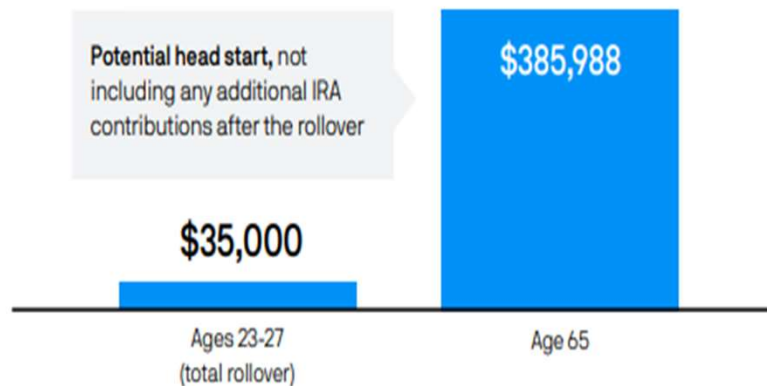 Potential head start, not
including any additional IRA
contributions after the rollover
$385,988
$35,000
Ages 23-27
(total rollover)
Age 65